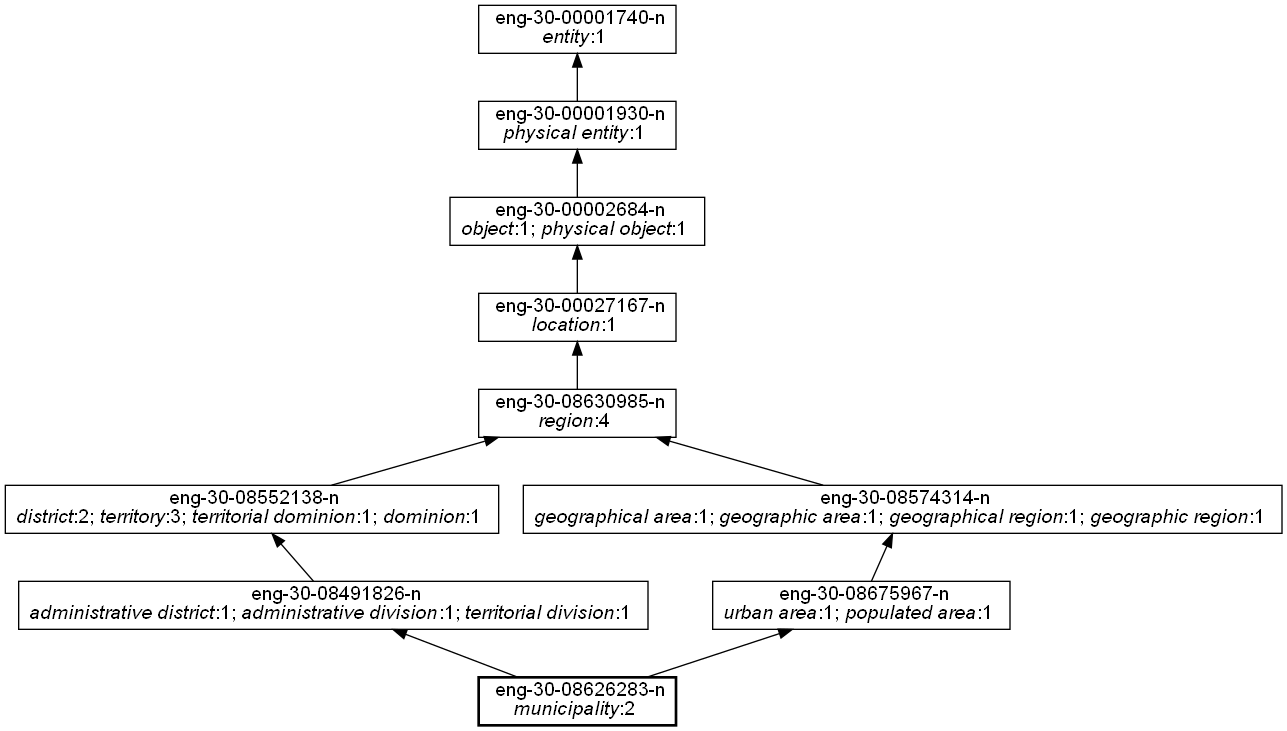 eng-30-00001740-n
entity:1
eng-30-00001930-n
physical entity:1
eng-30-00002684-n
object:1; physical object:1
eng-30-00027167-n
location:1
eng-30-08630985-n
region:4
eng-30-08552138-n
district:2; territory:3; territorial dominion:1; dominion:1
eng-30-08574314-n
geographical area:1; geographic area:1; geographical region:1; geographic region:1
eng-30-08491826-n
administrative district:1; administrative division:1; territorial division:1
eng-30-08675967-n
urban area:1; populated area:1
eng-30-08626283-n
municipality:2